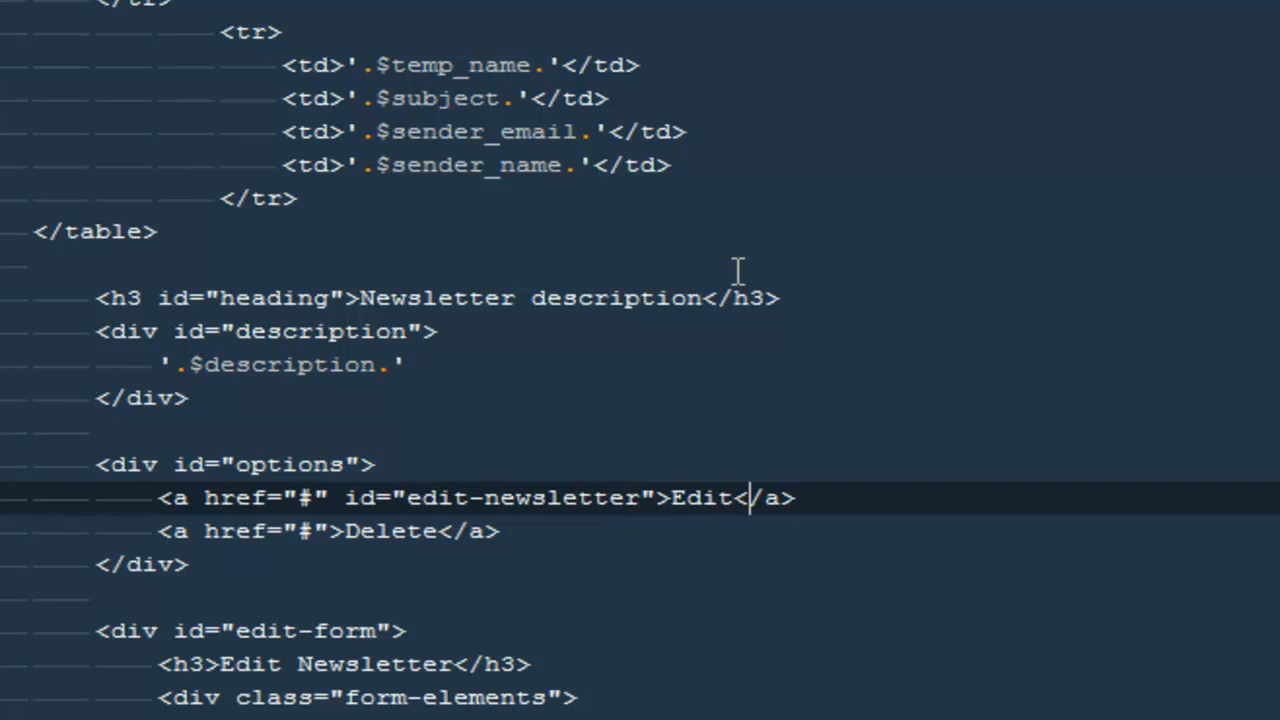 </tr>
<tr>
<td>'.$temp_name.'</td>
<td>'.$subject.'</td>
<td>'.$sender_email.'</td>
<td>'.$sender_name.'</td>
</tr>
</table>
<h3 id="heading">Newsletter description</h3>
<div id="description">
'.$description.'
</div>
<div id="options">
<a href="#" id="edit-newsletter">Edit</a>
<a href="#">Delete</a>
</div>
<div id="edit-form">
<h3>Edit Newsletter</h3>
<div class="form-elements">